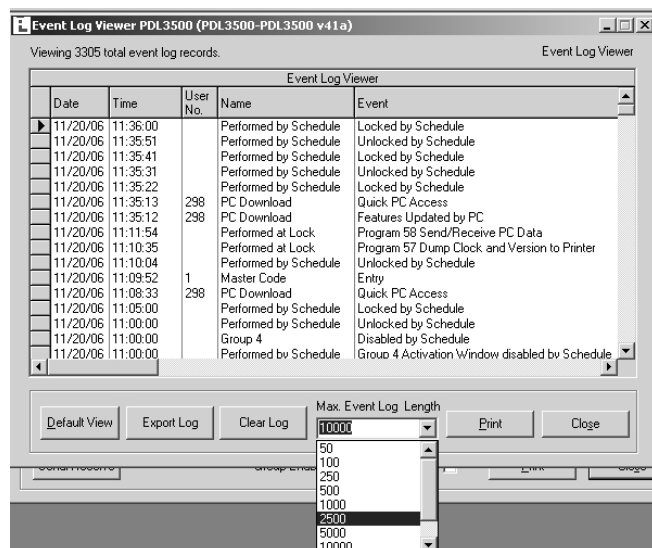 Event Log Viewer PDL3500 (PDL3500-PDL3500 v41a)
Viewing 3305 total event log records. Event Log Viewer
Event Log Viewer
Date Time User No. Name Event
11/20/06 11:36:00 Performed by Schedule Locked by Schedule
11/20/06 11:35:51 Performed by Schedule Unlocked by Schedule
11/20/06 11:35:41 Performed by Schedule Locked by Schedule
11/20/06 11:35:31 Performed by Schedule Unlocked by Schedule
11/20/06 11:35:22 Performed by Schedule Locked by Schedule
11/20/06 11:35:13 298 PC Download Quick PC Access
11/20/06 11:35:12 298 PC Download Features Updated by PC
11/20/06 11:11:54 Performed at Lock Program 58 Send/Receive PC Data
11/20/06 11:10:35 Performed at Lock Program 57 Dump Clock and Version to Printer
11/20/06 11:10:04 Performed by Schedule Unlocked by Schedule
11/20/06 11:09:52 1 Master Code Entry
11/20/06 11:08:33 298 PC Download Quick PC Access
11/20/06 11:05:00 Performed by Schedule Locked by Schedule
11/20/06 11:00:00 Performed by Schedule Unlocked by Schedule
11/20/06 11:00:00 Group 4 Disabled by Schedule
11/20/06 11:00:00 Performed by Schedule Group 4 Activation Window disabled by Schedule
Max. Event Log Length
Default View Export Log Clear Log 10000 Print Close
50
100
250
500
1000
2500
5000
10000